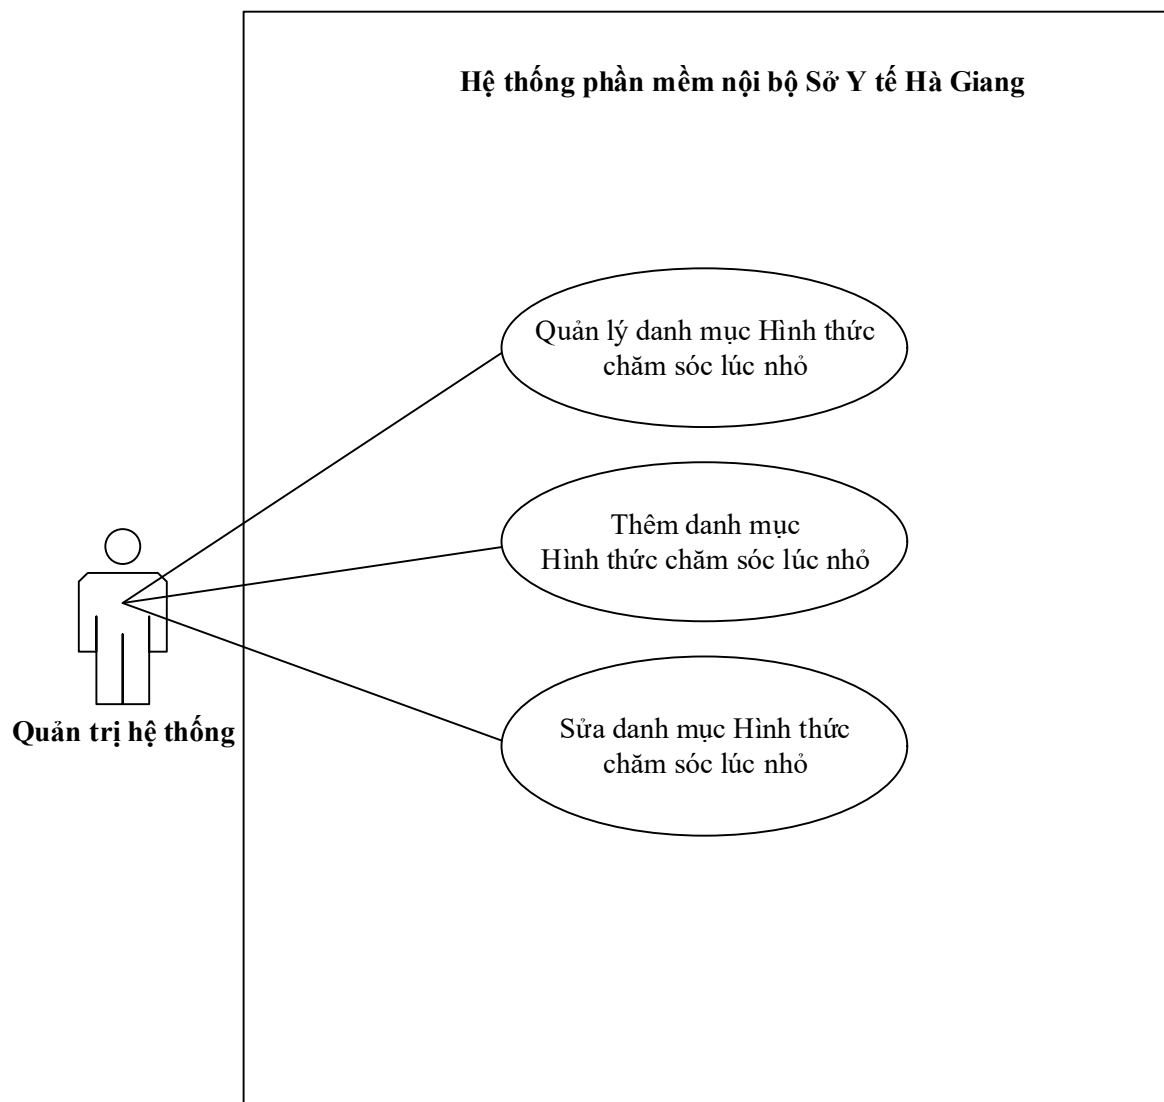 Hệ thống phần mềm nội bộ Sở Y tế Hà Giang
Quản lý danh mục Hình thức
chăm sóc lúc nhỏ
Thêm danh mục
Hình thức chăm sóc lúc nhỏ
Sửa danh mục Hình thức
chăm sóc lúc nhỏ
Quản trị hệ thống